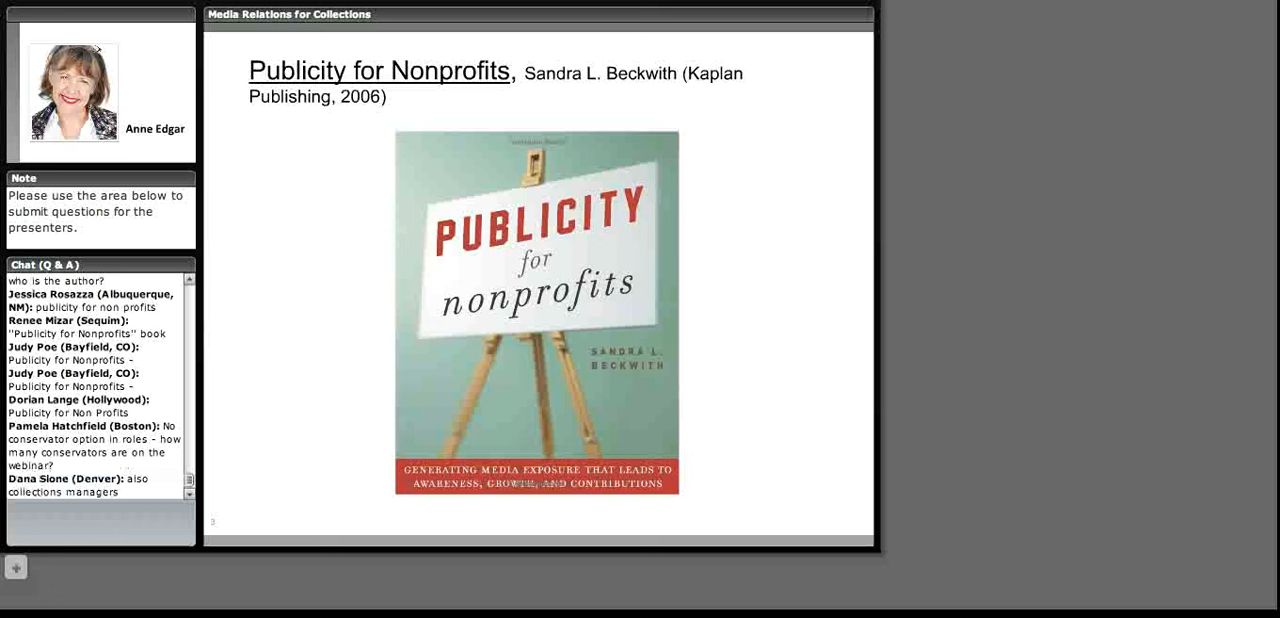 Media Relations for Collections
Anne Edgar
Note
Please use the area below to
submit questions for the
presenters.
Chat (Q & A)
who is the author?
Jessica Rosazza (Albuquerque,
NM): publicity for non profits
Renee Mizar (Sequim):
"Publicity for Nonprofits" book
Judy Poe (Bayfield, CO):
Publicity for Nonprofits -
Judy Poe (Bayfield, CO):
Publicity for Nonprofits -
Dorian Lange (Hollywood):
Publicity for Non Profits
Pamela Hatchfield (Boston): No
conservator option in roles - how
many conservators are on the
webinar?
Dana Slone (Denver): also
collections managers
Publicity for Nonprofits, Sandra L. Beckwith (Kaplan
Publishing, 2006)
PUBLICITY
for
nonprofits
SANDRA L.
BECKWITH
GENERATING MEDIA EXPOSURE THAT LEADS TO
AWARENESS, GROWTH, AND CONTRIBUTIONS
3